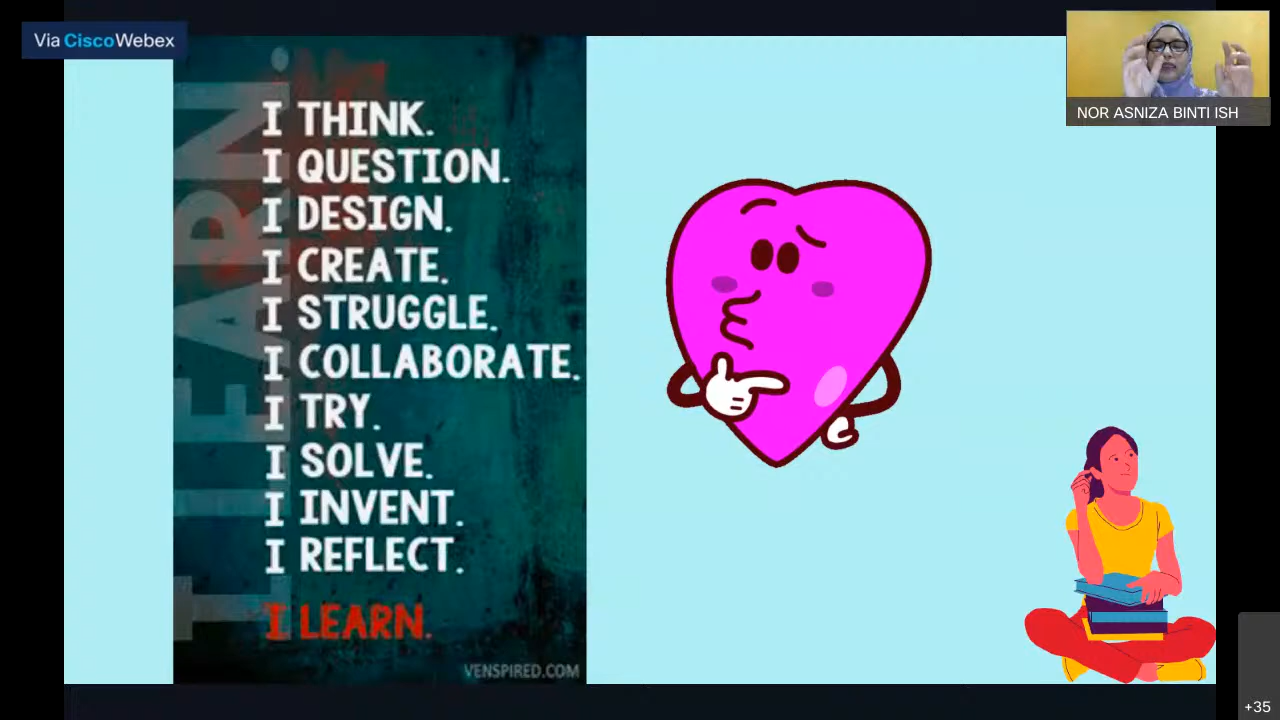 Via CiscoWebex
NOR ASNIZA BINTI ISH
I LEARN.
I THINK.
I QUESTION.
I DESIGN.
I CREATE.
I STRUGGLE.
I COLLABORATE.
I TRY.
I SOLVE.
I INVENT.
I REFLECT.
I LEARN.
VENSPIRED.COM
+35